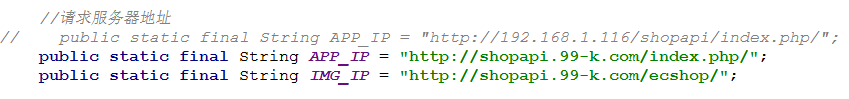 //请求服务器地址
//    public static final String APP_IP = "http://192.168.1.116/shopapi/index.php/";
public static final String APP_IP = "http://shopapi.99-k.com/index.php/";
public static final String IMG_IP = "http://shopapi.99-k.com/ecshop/";